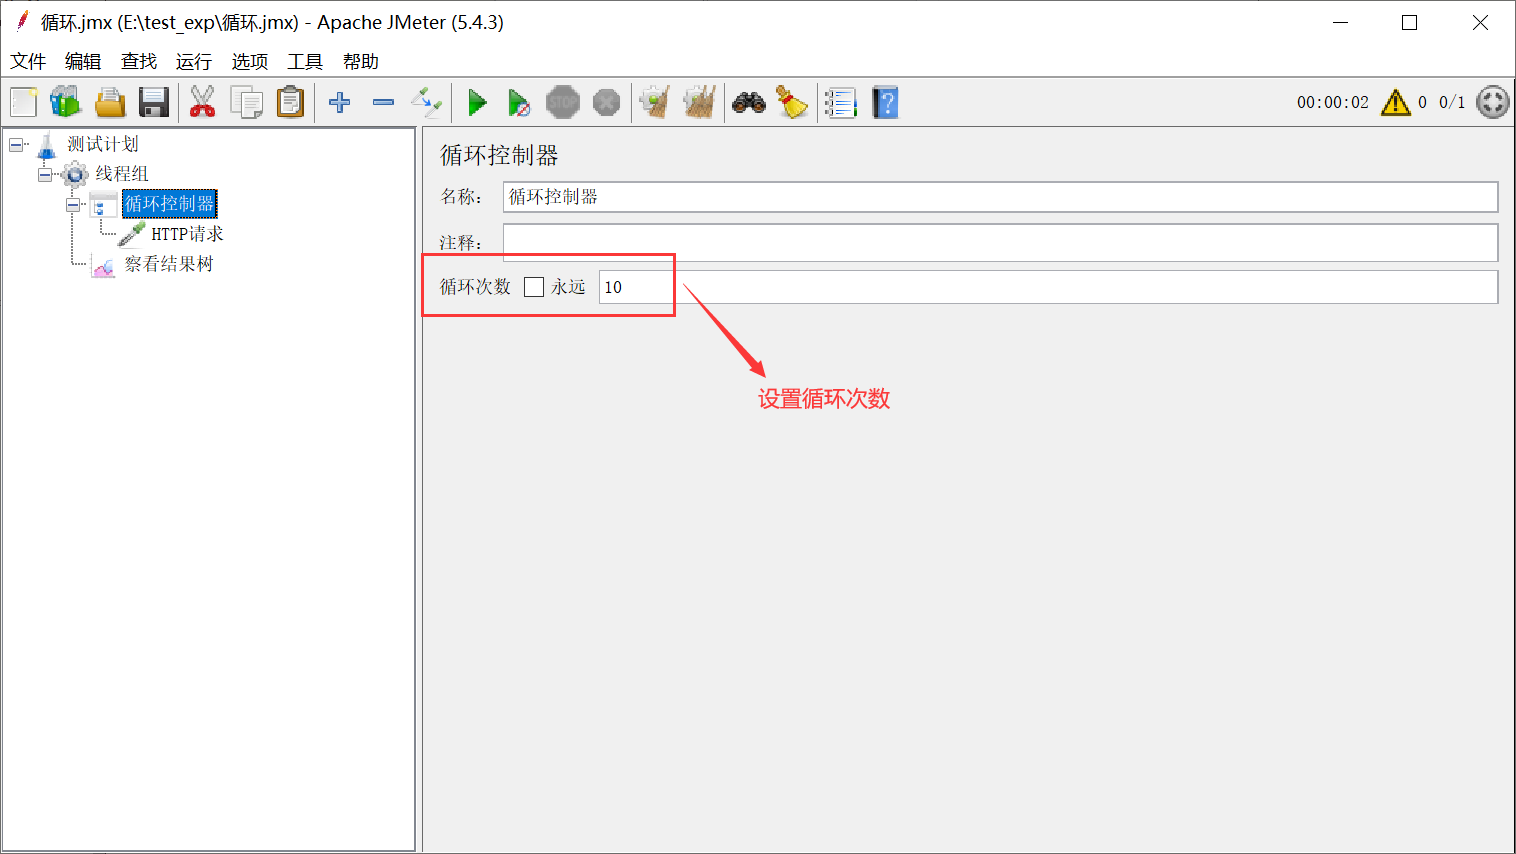 循环.jmx (E:\test_exp\循环.jmx) - Apache JMeter (5.4.3)
文件 编辑 查找 运行 选项 工具 帮助
STOP
00:00:02 0 0/1
测试计划
线程组
循环控制器
HTTP请求
察看结果树
循环控制器
名称： 循环控制器
注释：
循环次数 永远 10
设置循环次数